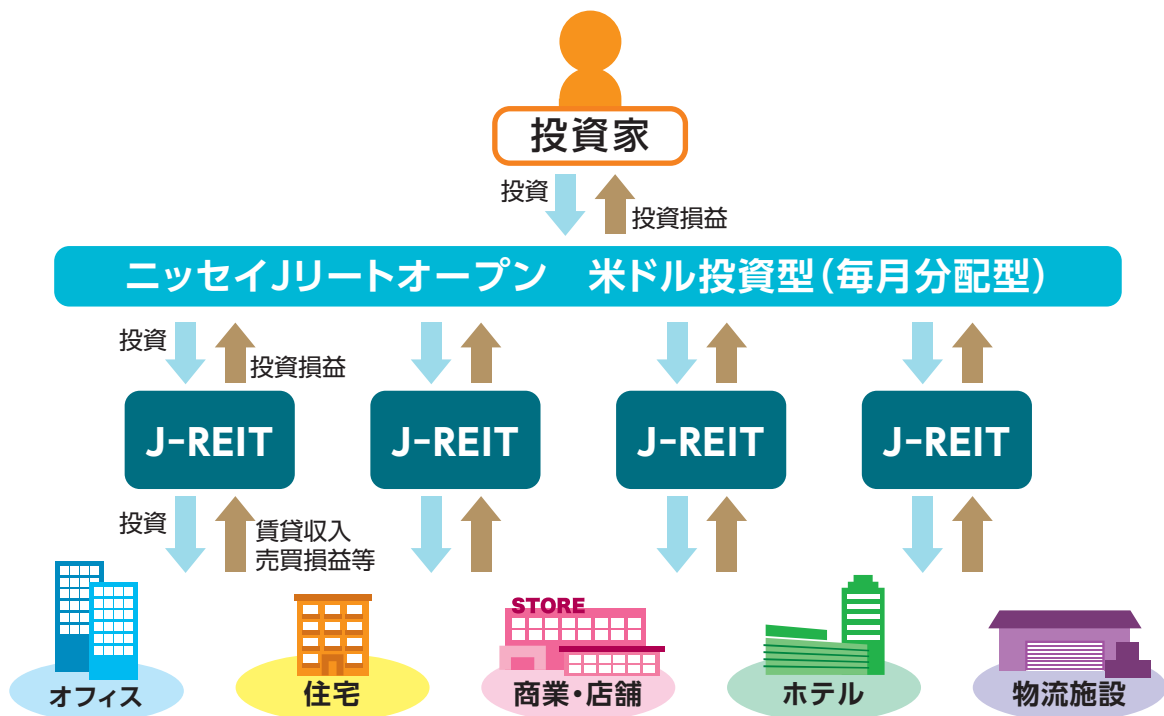 投資家
投資
投資損益
ニッセイJリートオープン　米ドル投資型（毎月分配型）
投資
投資損益
J-REIT
J-REIT
J-REIT
J-REIT
投資
賃貸収入
売買損益等
STORE
オフィス
住宅
商業・店舗
ホテル
物流施設